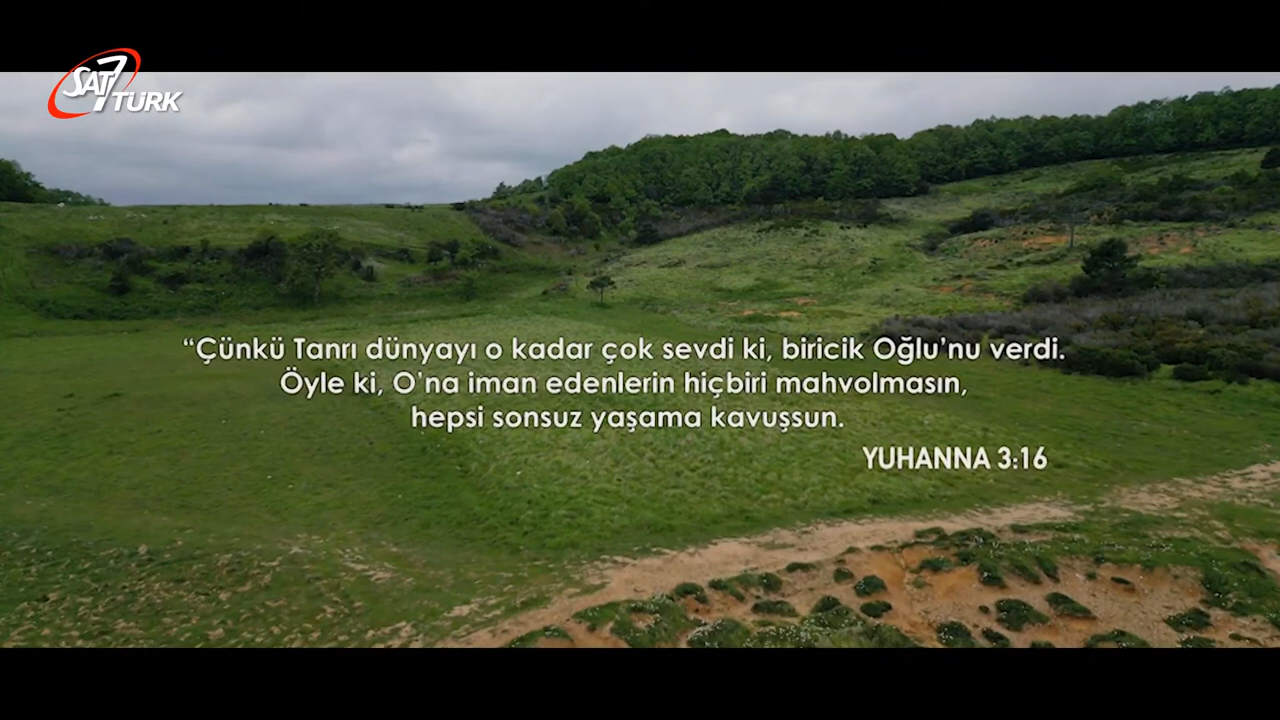 SAT7
TÜRK
“Çünkü Tanrı dünyayı o kadar çok sevdi ki, biricik Oğlu’nu verdi.
Öyle ki, O’na iman edenlerin hiçbiri mahvolmasın,
hepsi sonsuz yaşama kavuşsun.
YUHANNA 3:16